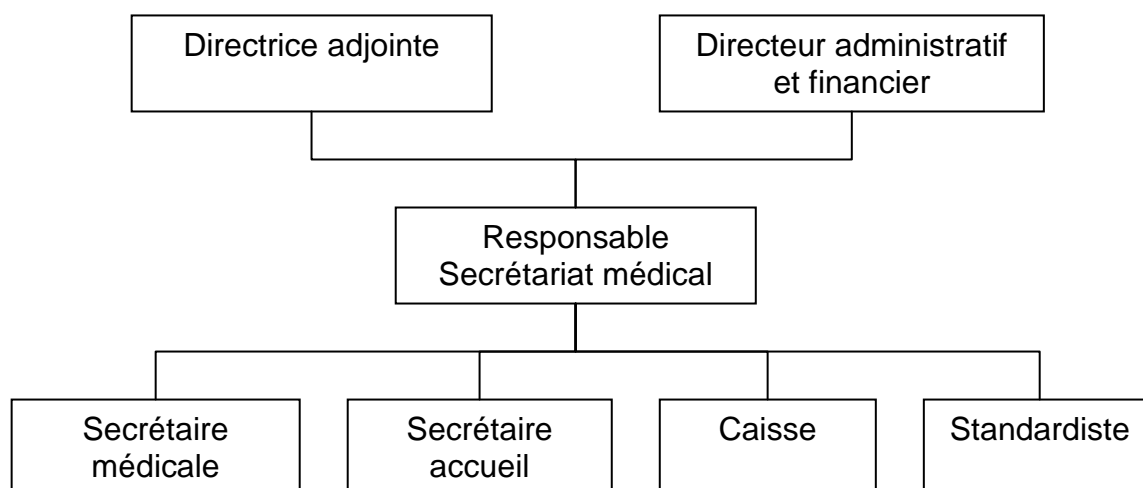 Directrice adjointe
Directeur administratif
et financier
Responsable
Secrétariat médical
Secrétaire
médicale
Secrétaire
accueil
Caisse
Standardiste